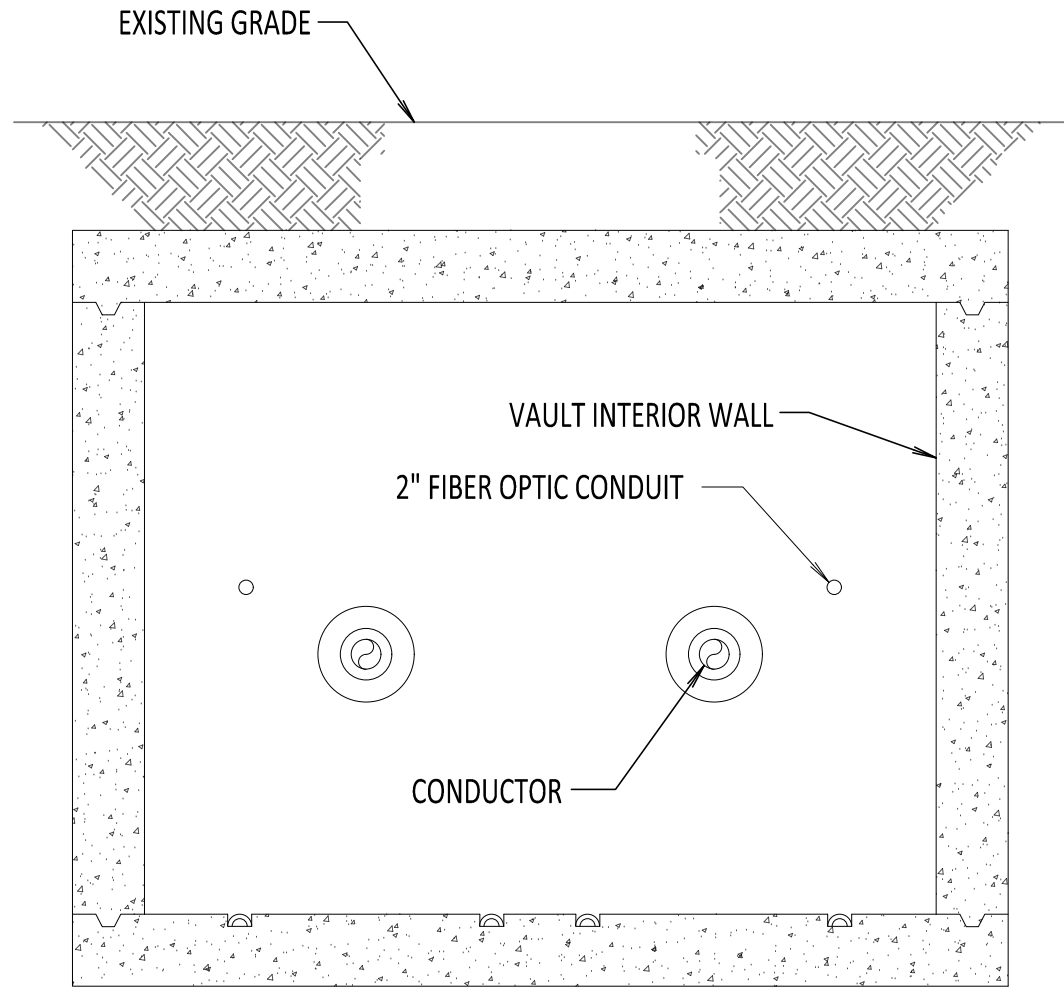 EXISTING GRADE
VAULT INTERIOR WALL
2" FIBER OPTIC CONDUIT
CONDUCTOR